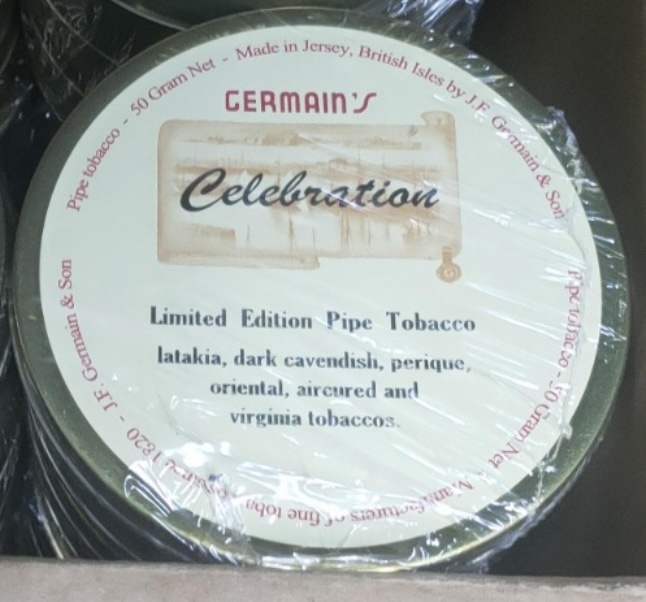 Pipe tobacco - 50 Gram Net - Made in Jersey, British Isles by J.F. Germain & Son
GERMAIN'S
Celebration
Limited Edition Pipe Tobacco
latakia, dark cavendish, perique,
oriental, aircured and
virginia tobaccos.
Pipe tobacco - 50 Gram Net - Manufacturers of fine 1820 - J.F. Germain & Son